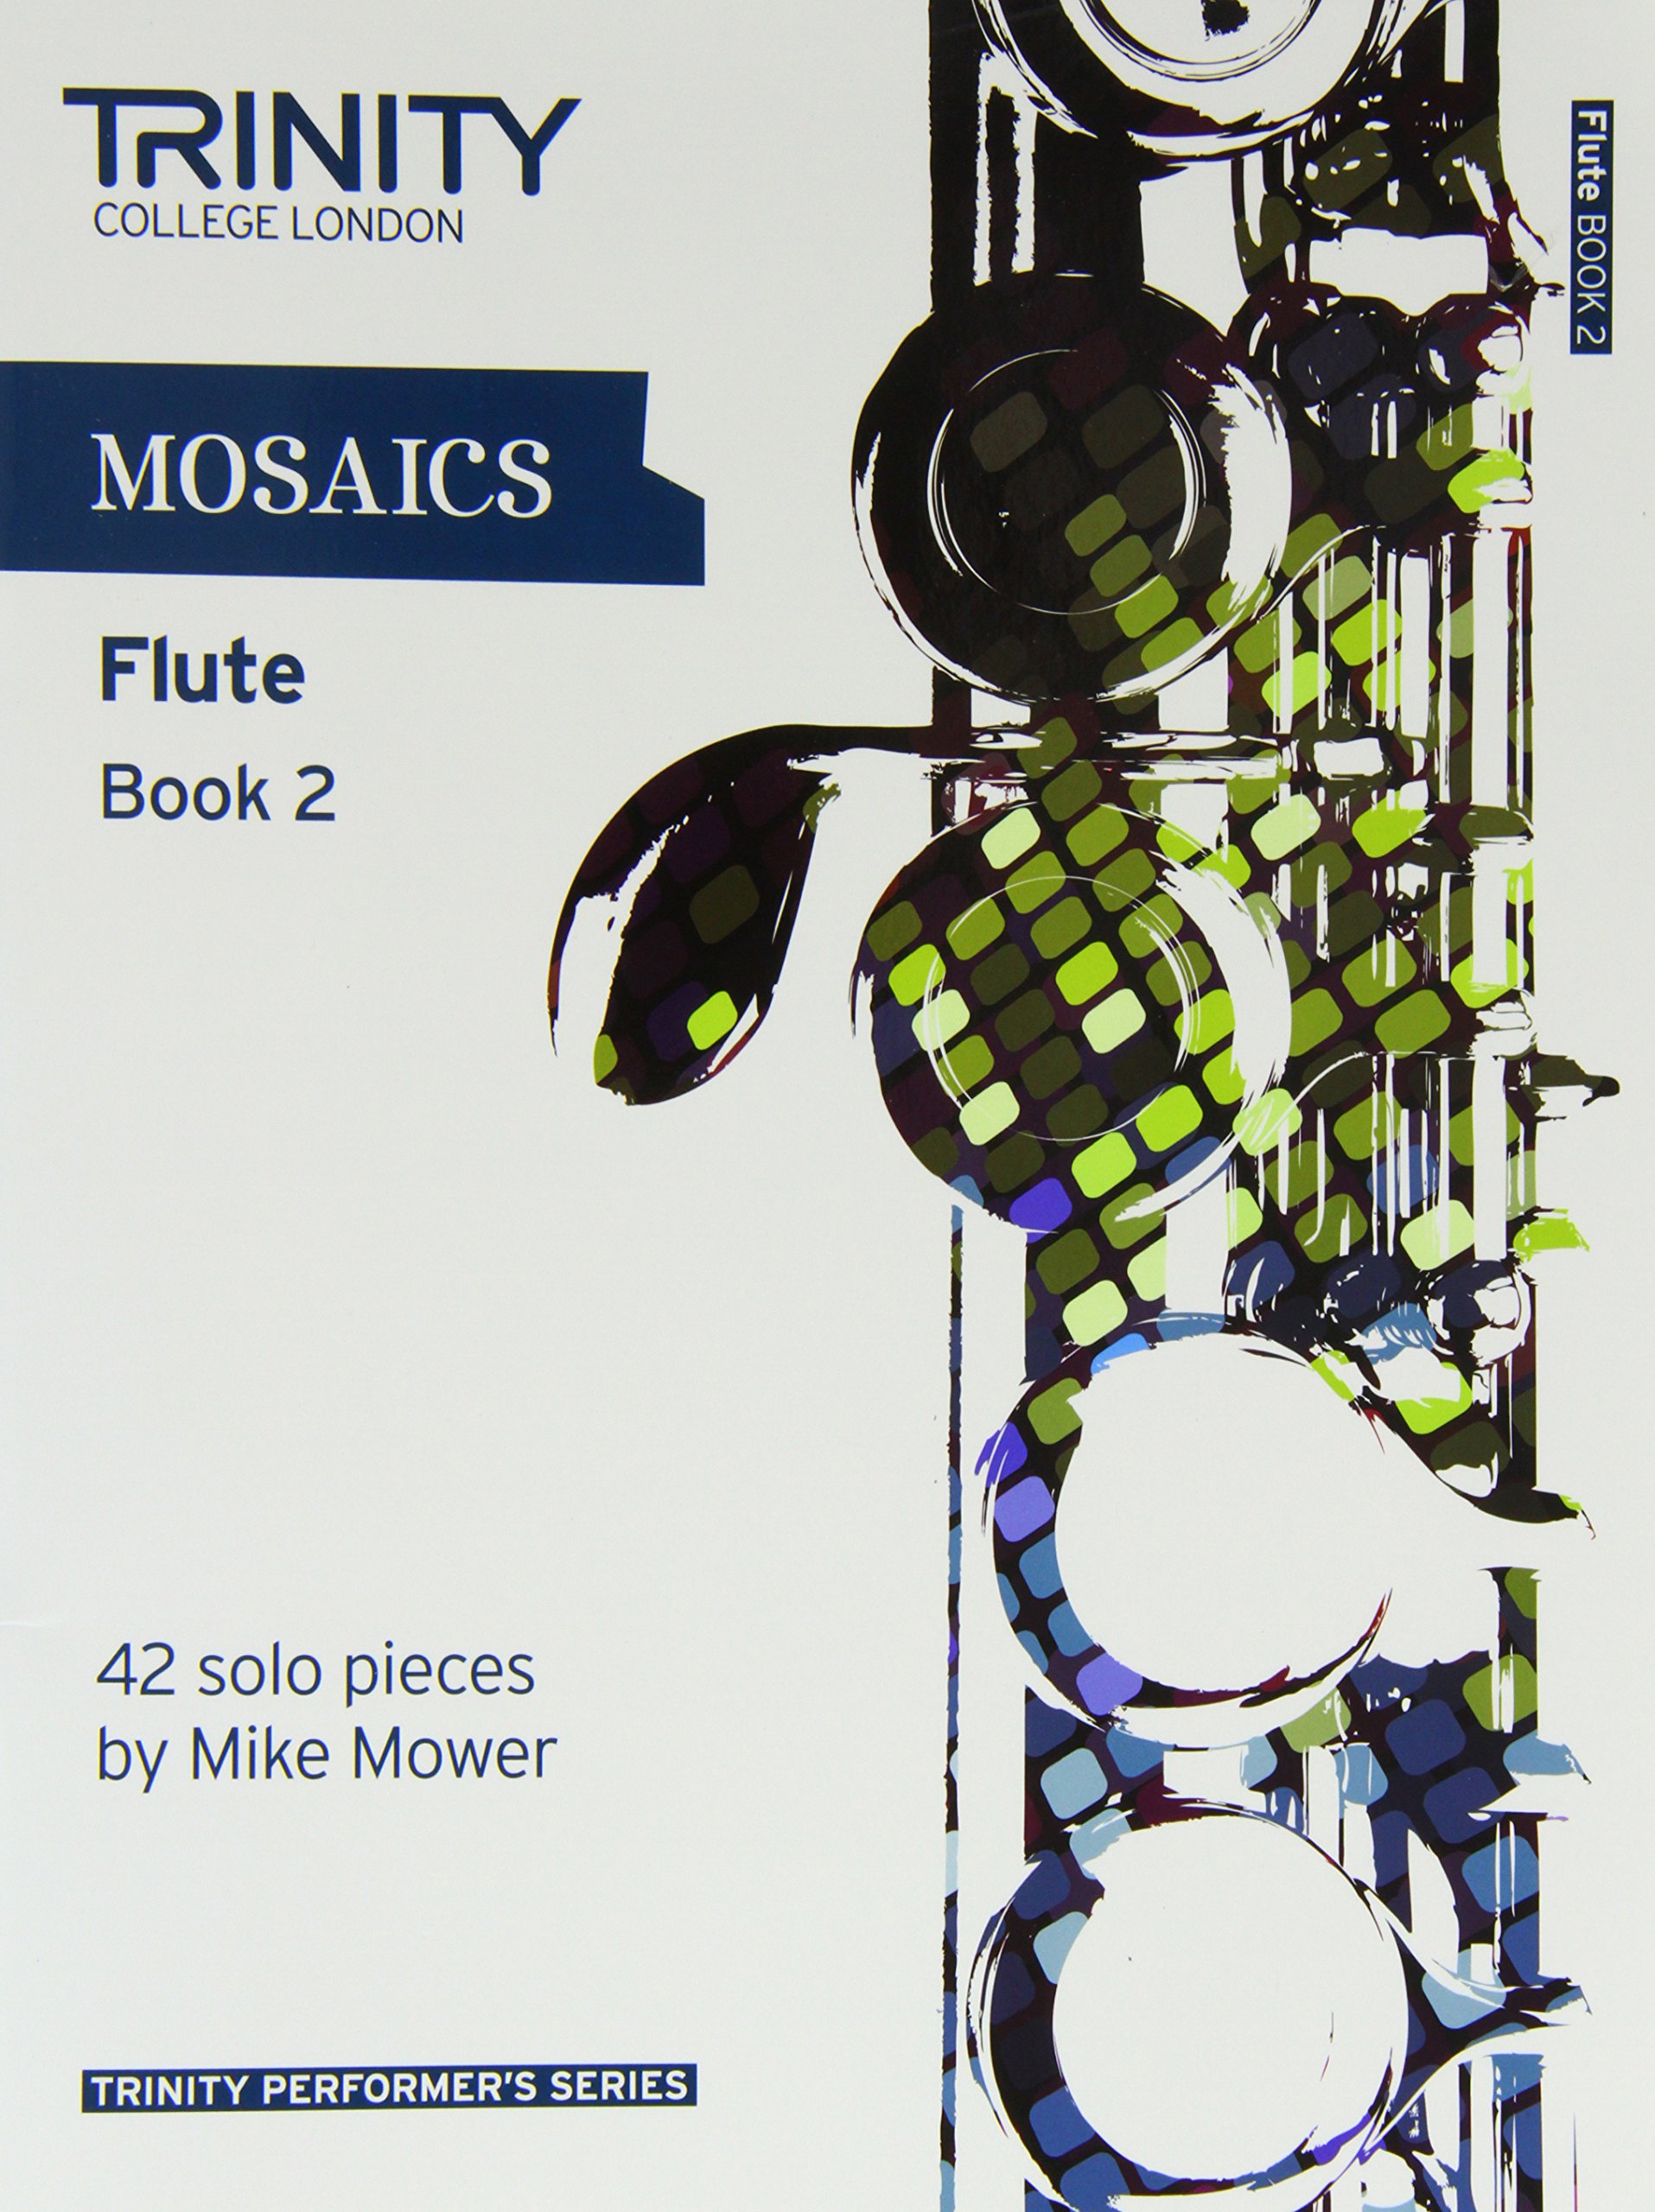 TRINITY
COLLEGE LONDON
Flute BOOK 2
MOSAICS
Flute
Book 2
42 solo pieces
by Mike Mower
TRINITY PERFORMER'S SERIES